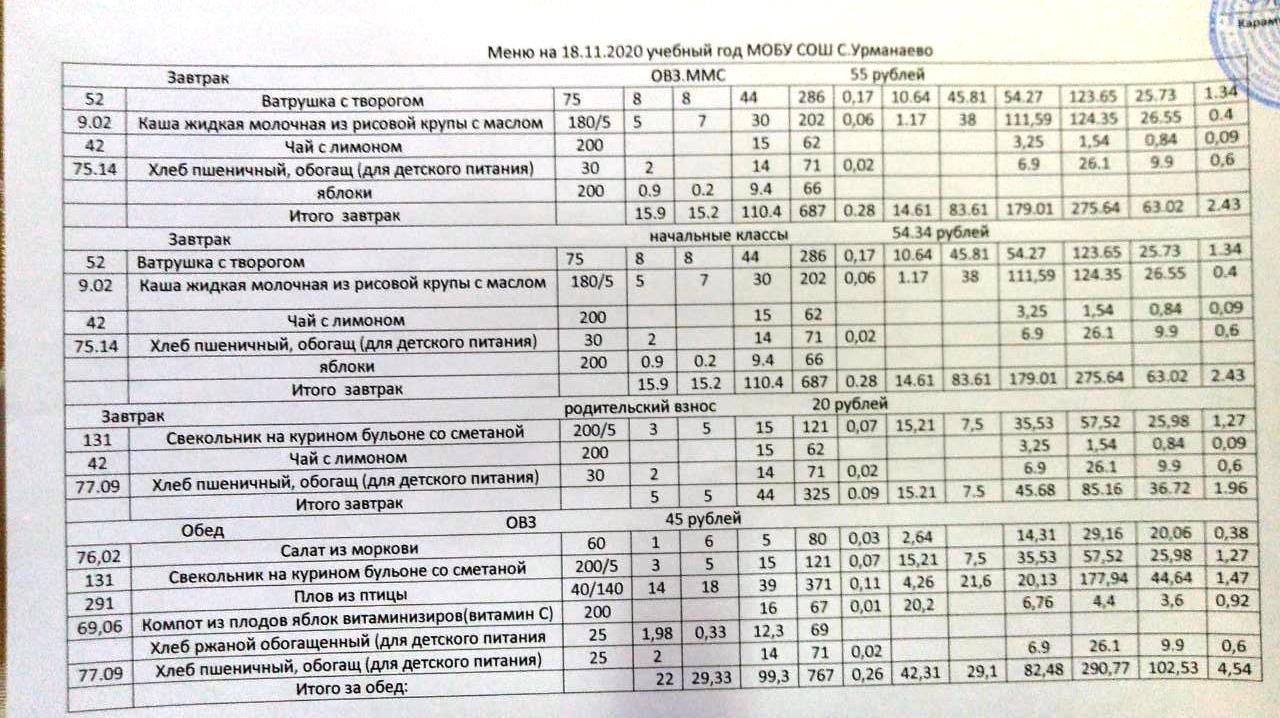 Карам
Меню на 18.11.2020 учебный год МОБУ СОШ С.Урманаево
Завтрак ОВЗ.ММС 55 рублей
52 Ватрушка с творогом 75 8 8 44 286 0,17 10.64 45.81 54.27 123.65 25.73 1.34
9.02 Каша жидкая молочная из рисовой крупы с маслом 180/5 5 7 30 202 0,06 1.17 38 111,59 124.35 26.55 0.4
42 Чай с лимоном 200 15 62 3,25 1,54 0,84 0,09
75.14 Хлеб пшеничный, обогащ (для детского питания) 30 2 14 71 0,02 6.9 26.1 9.9 0,6
яблоки 200 0.9 0.2 9.4 66
Итого завтрак 15.9 15.2 110.4 687 0.28 14.61 83.61 179.01 275.64 63.02 2.43
Завтрак начальные классы 54.34 рублей
52 Ватрушка с творогом 75 8 8 44 286 0,17 10.64 45.81 54.27 123.65 25.73 1.34
9.02 Каша жидкая молочная из рисовой крупы с маслом 180/5 5 7 30 202 0,06 1.17 38 111,59 124.35 26.55 0.4
42 Чай с лимоном 200 15 62 3,25 1,54 0,84 0,09
75.14 Хлеб пшеничный, обогащ (для детского питания) 30 2 14 71 0,02 6.9 26.1 9.9 0,6
яблоки 200 0.9 0.2 9.4 66
Итого завтрак 15.9 15.2 110.4 687 0.28 14.61 83.61 179.01 275.64 63.02 2.43
Завтрак родительский взнос 20 рублей
131 Свекольник на курином бульоне со сметаной 200/5 3 5 15 121 0,07 15,21 7,5 35,53 57,52 25,98 1,27
42 Чай с лимоном 200 15 62 3,25 1,54 0,84 0,09
77.09 Хлеб пшеничный, обогащ (для детского питания) 30 2 14 71 0,02 6.9 26.1 9.9 0,6
Итого завтрак 5 5 44 325 0.09 15.21 7.5 45.68 85.16 36.72 1.96
Обед ОВЗ 45 рублей
76,02 Салат из моркови 60 1 6 5 80 0,03 2,64 14,31 29,16 20,06 0,38
131 Свекольник на курином бульоне со сметаной 200/5 3 5 15 121 0,07 15,21 7,5 35,53 57,52 25,98 1,27
291 Плов из птицы 40/140 14 18 39 371 0,11 4,26 21,6 20,13 177,94 44,64 1,47
69,06 Компот из плодов яблок витаминизиров(витамин С) 200 16 67 0,01 20,2 6,76 4,4 3,6 0,92
Хлеб ржаной обогащенный (для детского питания 25 1,98 0,33 12,3 69
77.09 Хлеб пшеничный, обогащ (для детского питания) 25 2 14 71 0,02 6.9 26.1 9.9 0,6
Итого за обед: 22 29,33 99,3 767 0,26 42,31 29,1 82,48 290,77 102,53 4,54